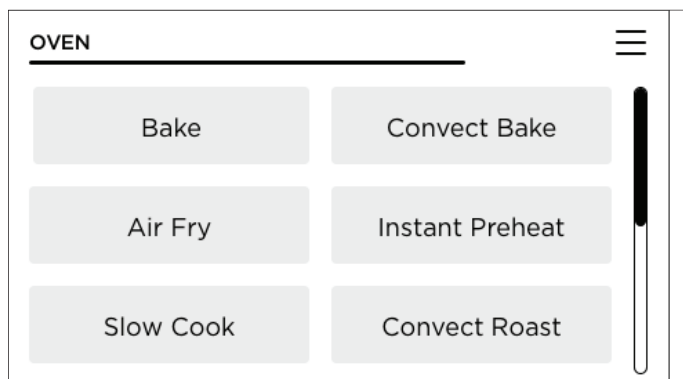 OVEN
Bake
Convect Bake
Air Fry
Instant Preheat
Slow Cook
Convect Roast